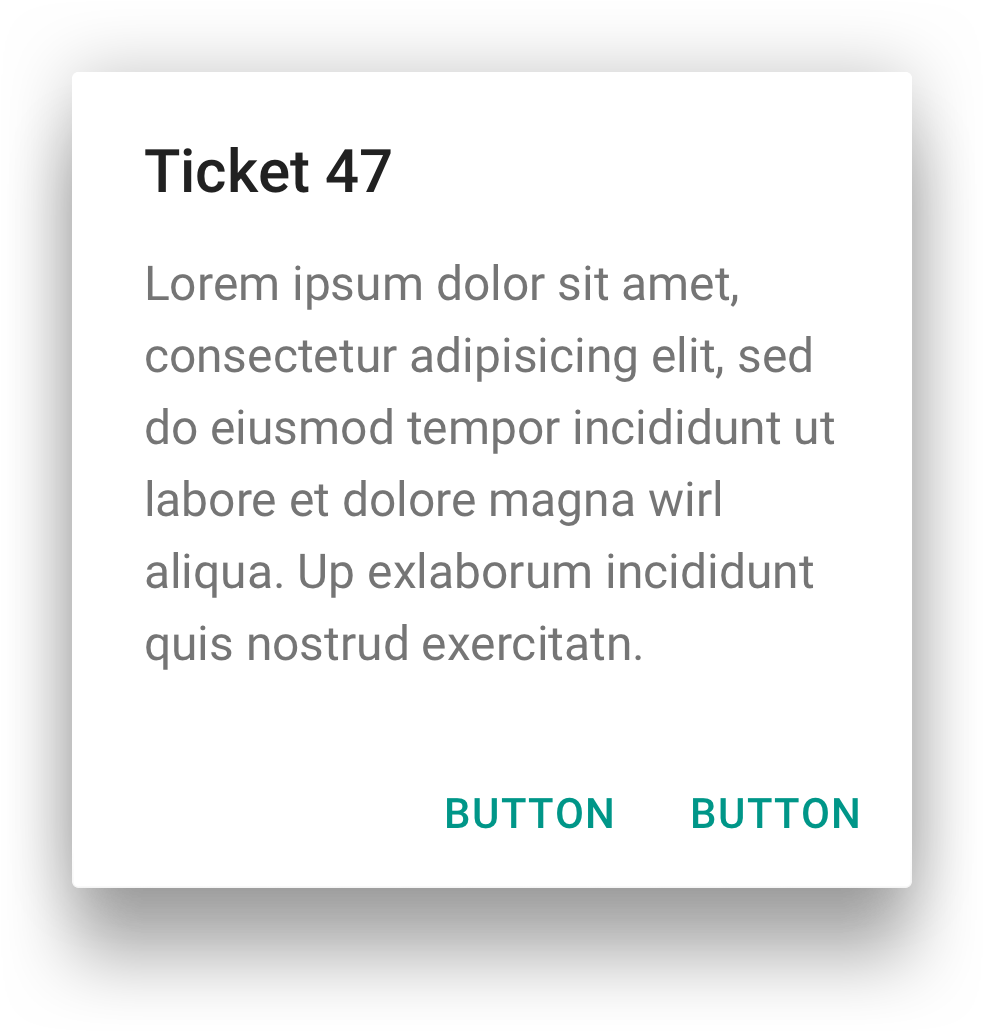 Ticket 47
Lorem ipsum dolor sit amet,
consectetur adipisicing elit, sed
do eiusmod tempor incididunt ut
labore et dolore magna wirl
aliqua. Up exlaborum incididunt
quis nostrud exercitatn.
BUTTON BUTTON